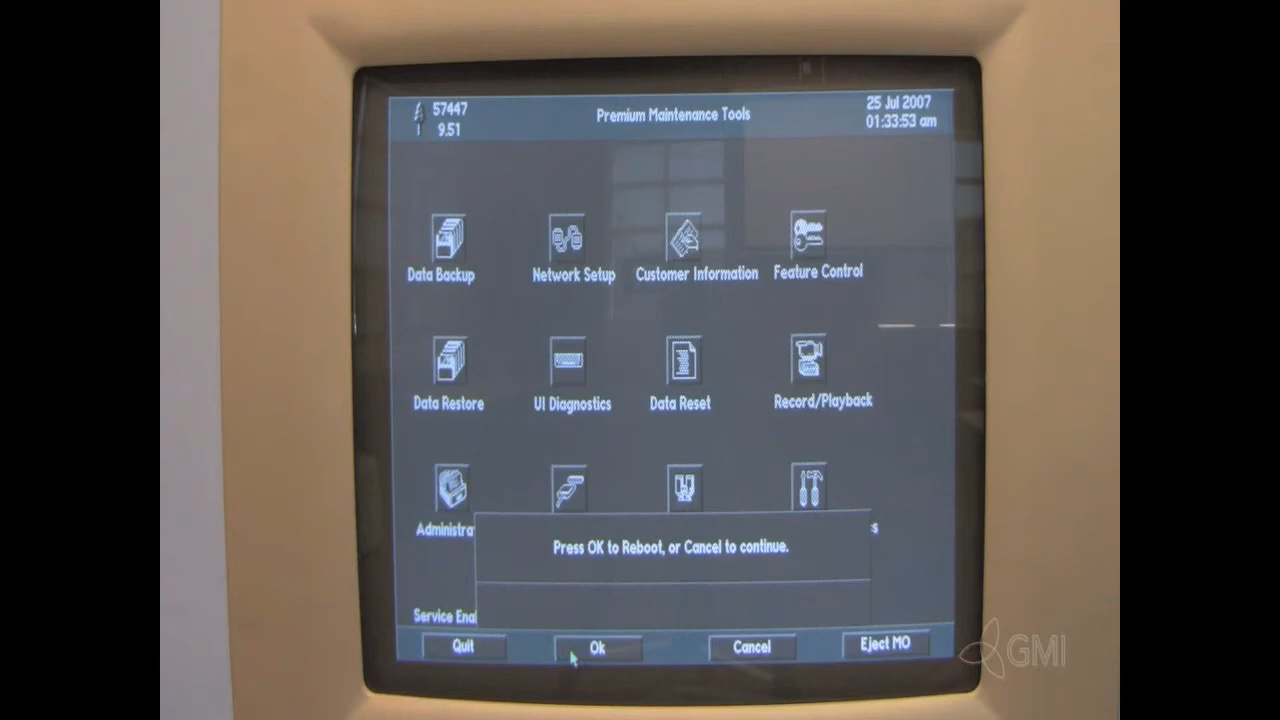 57447
9.51
Premium Maintenance Tools
25 Jul 2007
01:33:53 am
Data Backup
Network Setup
Customer Information
Feature Control
Data Restore
UI Diagnostics
Data Reset
Record/Playback
Administra
s
Press OK to Reboot, or Cancel to continue.
Service Ena
Quit
Ok
Cancel
Eject MO
GMI